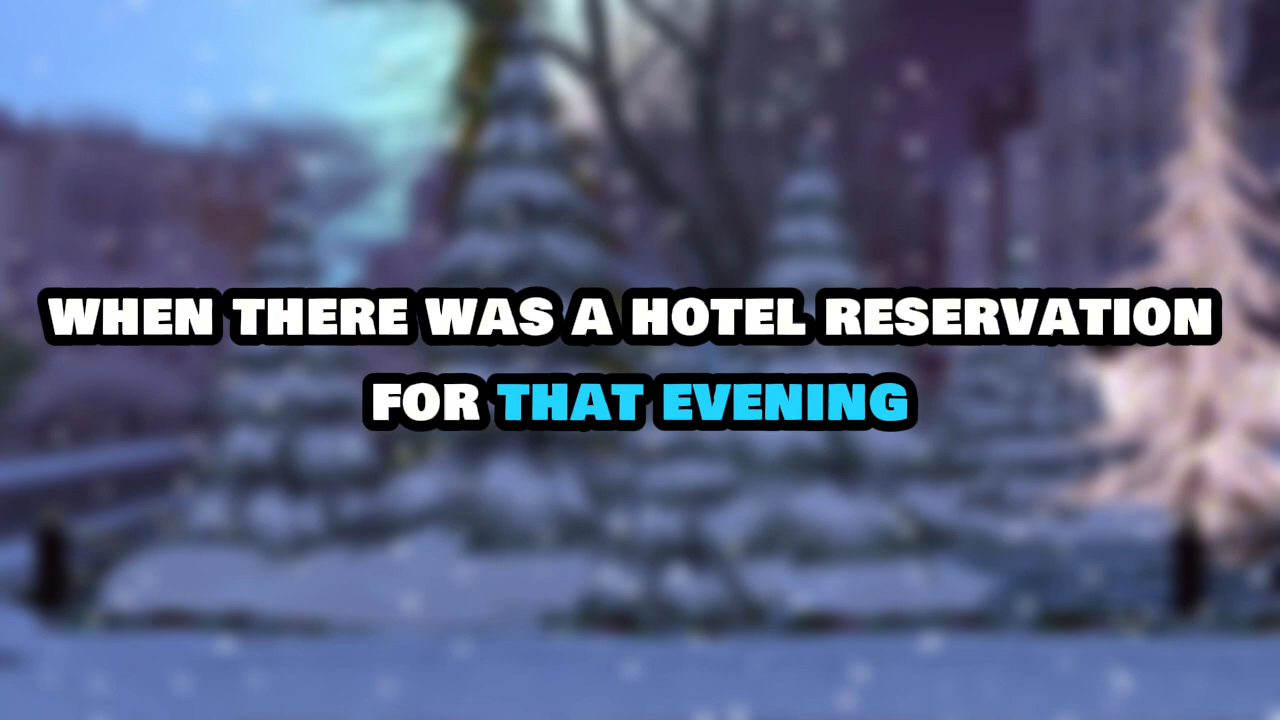 WHEN THERE WAS A HOTEL RESERVATION
FOR THAT EVENING